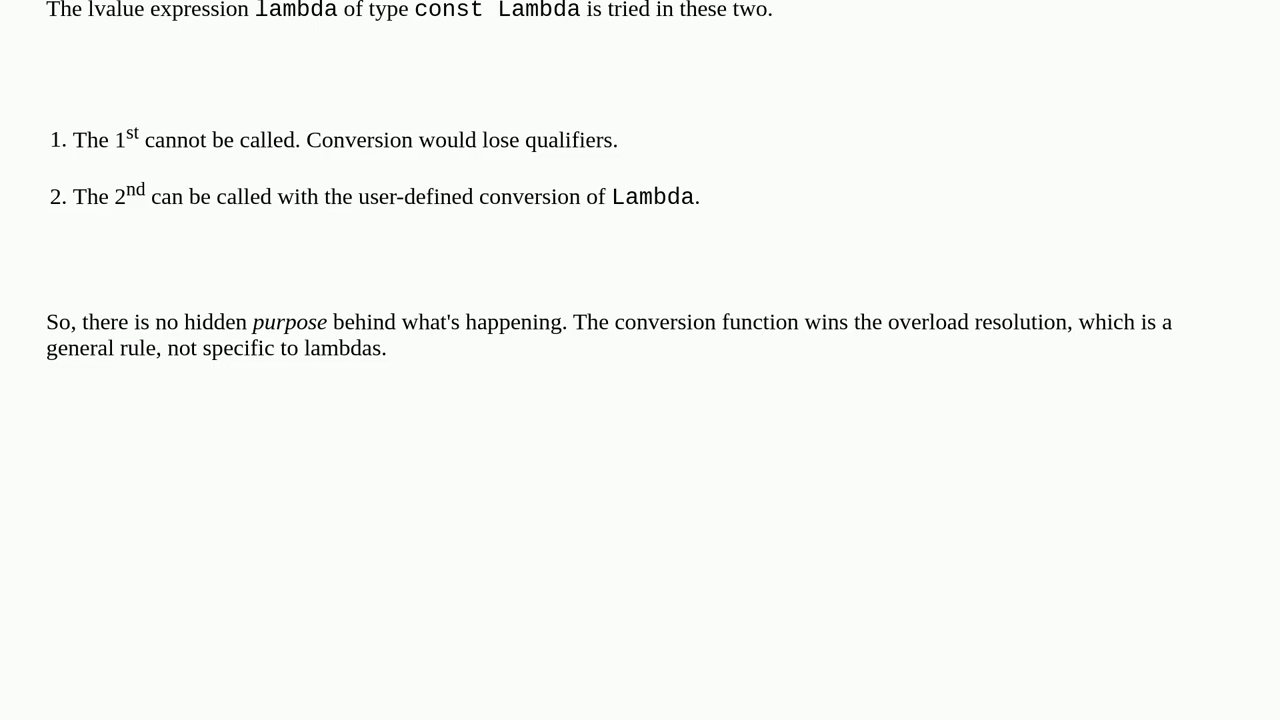 The lvalue expression lambda of type const Lambda is tried in these two.
1. The 1st cannot be called. Conversion would lose qualifiers.
2. The 2nd can be called with the user-defined conversion of Lambda.
So, there is no hidden purpose behind what's happening. The conversion function wins the overload resolution, which is a
general rule, not specific to lambdas.